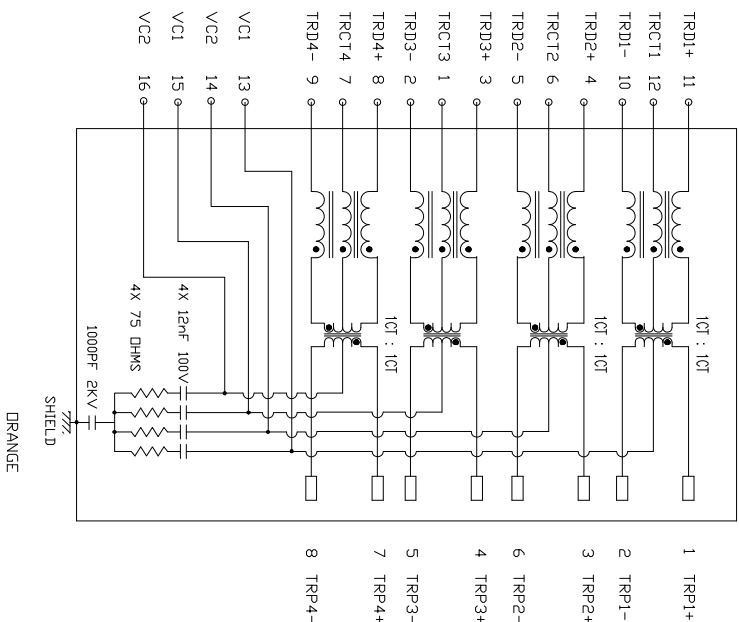 TRD1+ 11
TRCT1 12
TRD1- 10
TRD2+ 4
TRCT2 6
TRD2- 5
TRD3+ 3
TRCT3 1
TRD3- 2
TRD4+ 8
TRCT4 7
TRD4- 9
VC1 13
VC2 14
VC1 15
VC2 16
1CT : 1CT
1CT : 1CT
1CT : 1CT
1CT : 1CT
4X 12nF 100V
4X 75 OHMS
1000PF 2KV
SHIELD
1 TRP1+
2 TRP1-
3 TRP2+
6 TRP2-
4 TRP3+
5 TRP3-
7 TRP4+
8 TRP4-
ORANGE